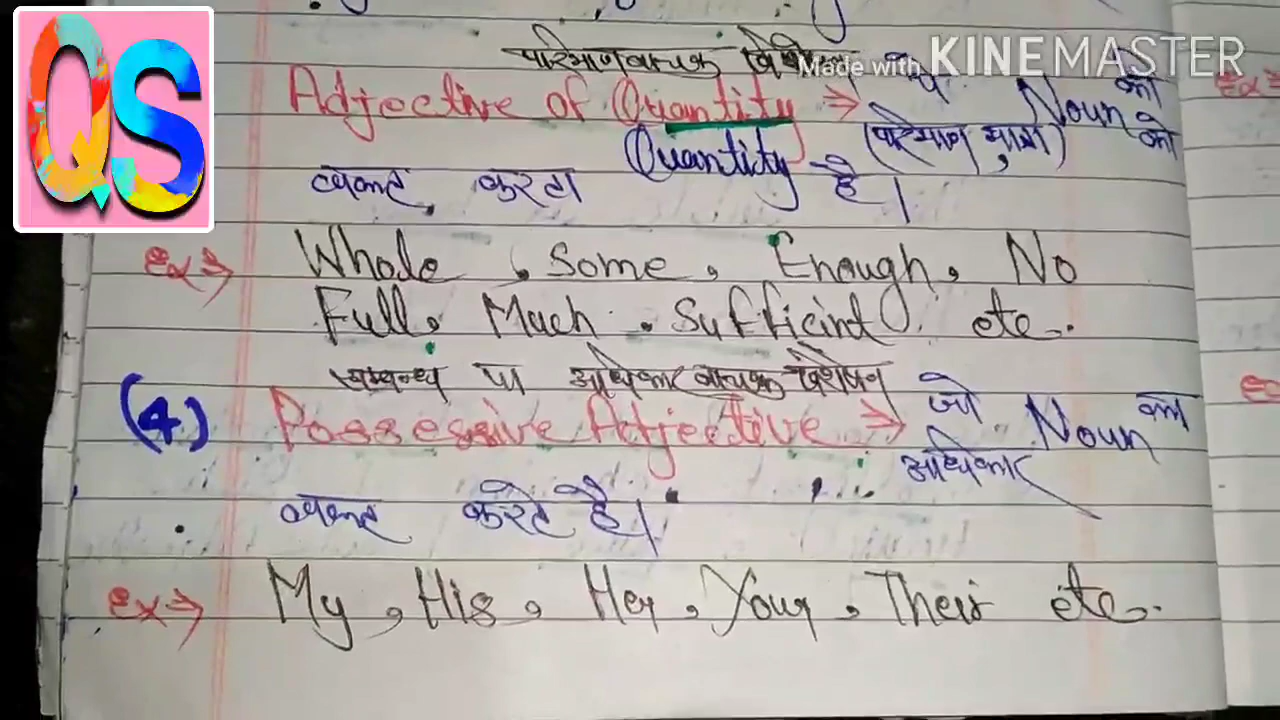 QS
Made with KINEMASTER
परिमाणवाचक विशेषण
Adjective of Quantity ⇒ ये Noun को की
Quantity (परिमाण, मात्रा) को
व्यक्त करता है।
Ex ⇒ Whole, Some, Enough, No
Full, Much, Sufficint etc.
सम्बन्ध या अधिकार वाचक विशेषण
(4) Possessive Adjective ⇒ जो Noun का
अधिकार
व्यक्त करते है।
Ex ⇒ My, His, Her, Your, Their etc.
Ex⇒